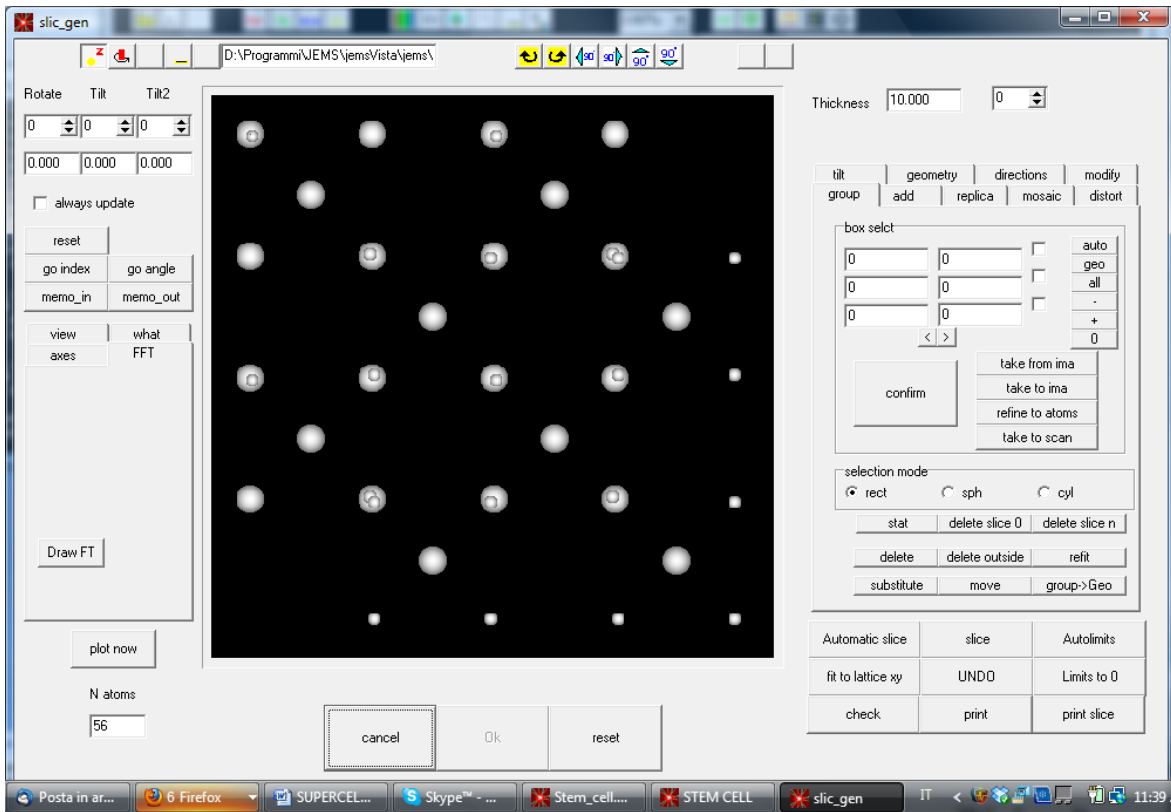 slic_gen
D:\Programmi\JEMS\jemsVista\jems\
90° 90° 90° 90°
Rotate Tilt Tilt2
0 0 0
0.000 0.000 0.000
always update
reset
go index go angle
memo_in memo_out
view what
axes FFT
Draw FT
plot now
N atoms
56
cancel Ok reset
Thickness 10.000 0
tilt geometry directions modify
group add replica mosaic distort
box selct
0 0 auto
geo
0 0 all
-
0 0 +
< > 0
confirm
take from ima
take to ima
refine to atoms
take to scan
selection mode
rect sph cyl
stat delete slice 0 delete slice n
delete delete outside refit
substitute move group->Geo
Automatic slice slice Autolimits
fit to lattice xy UNDO Limits to 0
check print print slice
Posta in ar... 6 Firefox SUPERCEL... Skype™ - ... Stem_cell.... STEM CELL slic_gen IT < 11:39